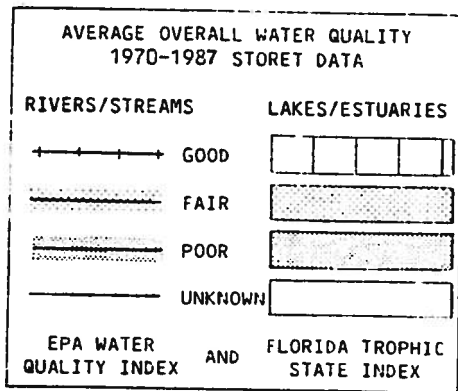 AVERAGE OVERALL WATER QUALITY
1970-1987 STORET DATA
RIVERS/STREAMS LAKES/ESTUARIES
GOOD
FAIR
POOR
UNKNOWN
EPA WATER QUALITY INDEX AND FLORIDA TROPHIC STATE INDEX